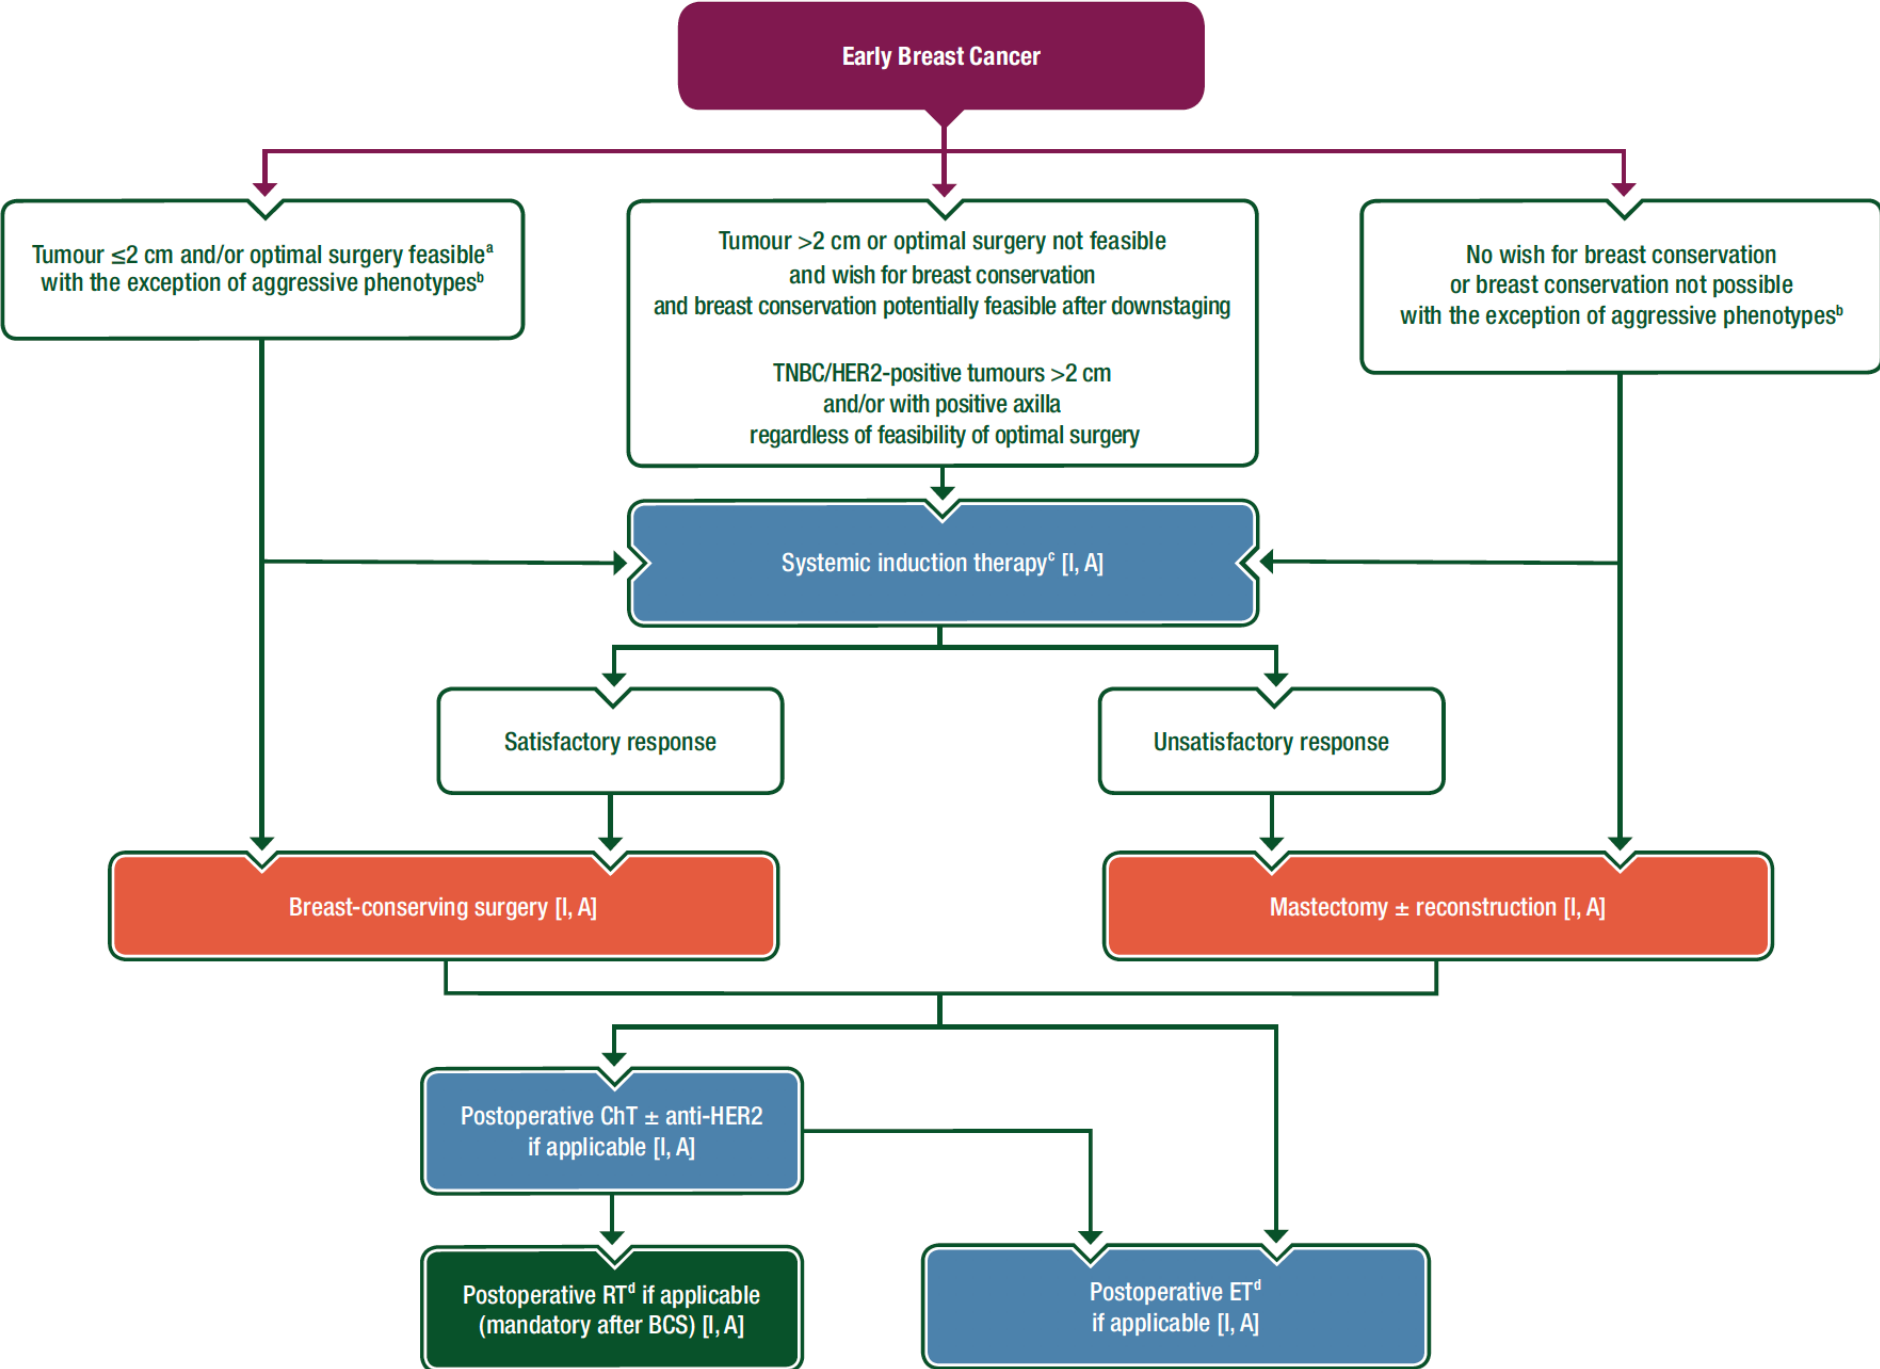 Early Breast Cancer
Tumour ≤2 cm and/or optimal surgery feasibleᵃ
with the exception of aggressive phenotypesᵇ
Tumour >2 cm or optimal surgery not feasible
and wish for breast conservation
and breast conservation potentially feasible after downstaging
TNBC/HER2-positive tumours >2 cm
and/or with positive axilla
regardless of feasibility of optimal surgery
No wish for breast conservation
or breast conservation not possible
with the exception of aggressive phenotypesᵇ
Systemic induction therapyᶜ [I, A]
Satisfactory response
Unsatisfactory response
Breast-conserving surgery [I, A]
Mastectomy ± reconstruction [I, A]
Postoperative ChT ± anti-HER2
if applicable [I, A]
Postoperative RTᵈ if applicable
(mandatory after BCS) [I, A]
Postoperative ETᵈ
if applicable [I, A]